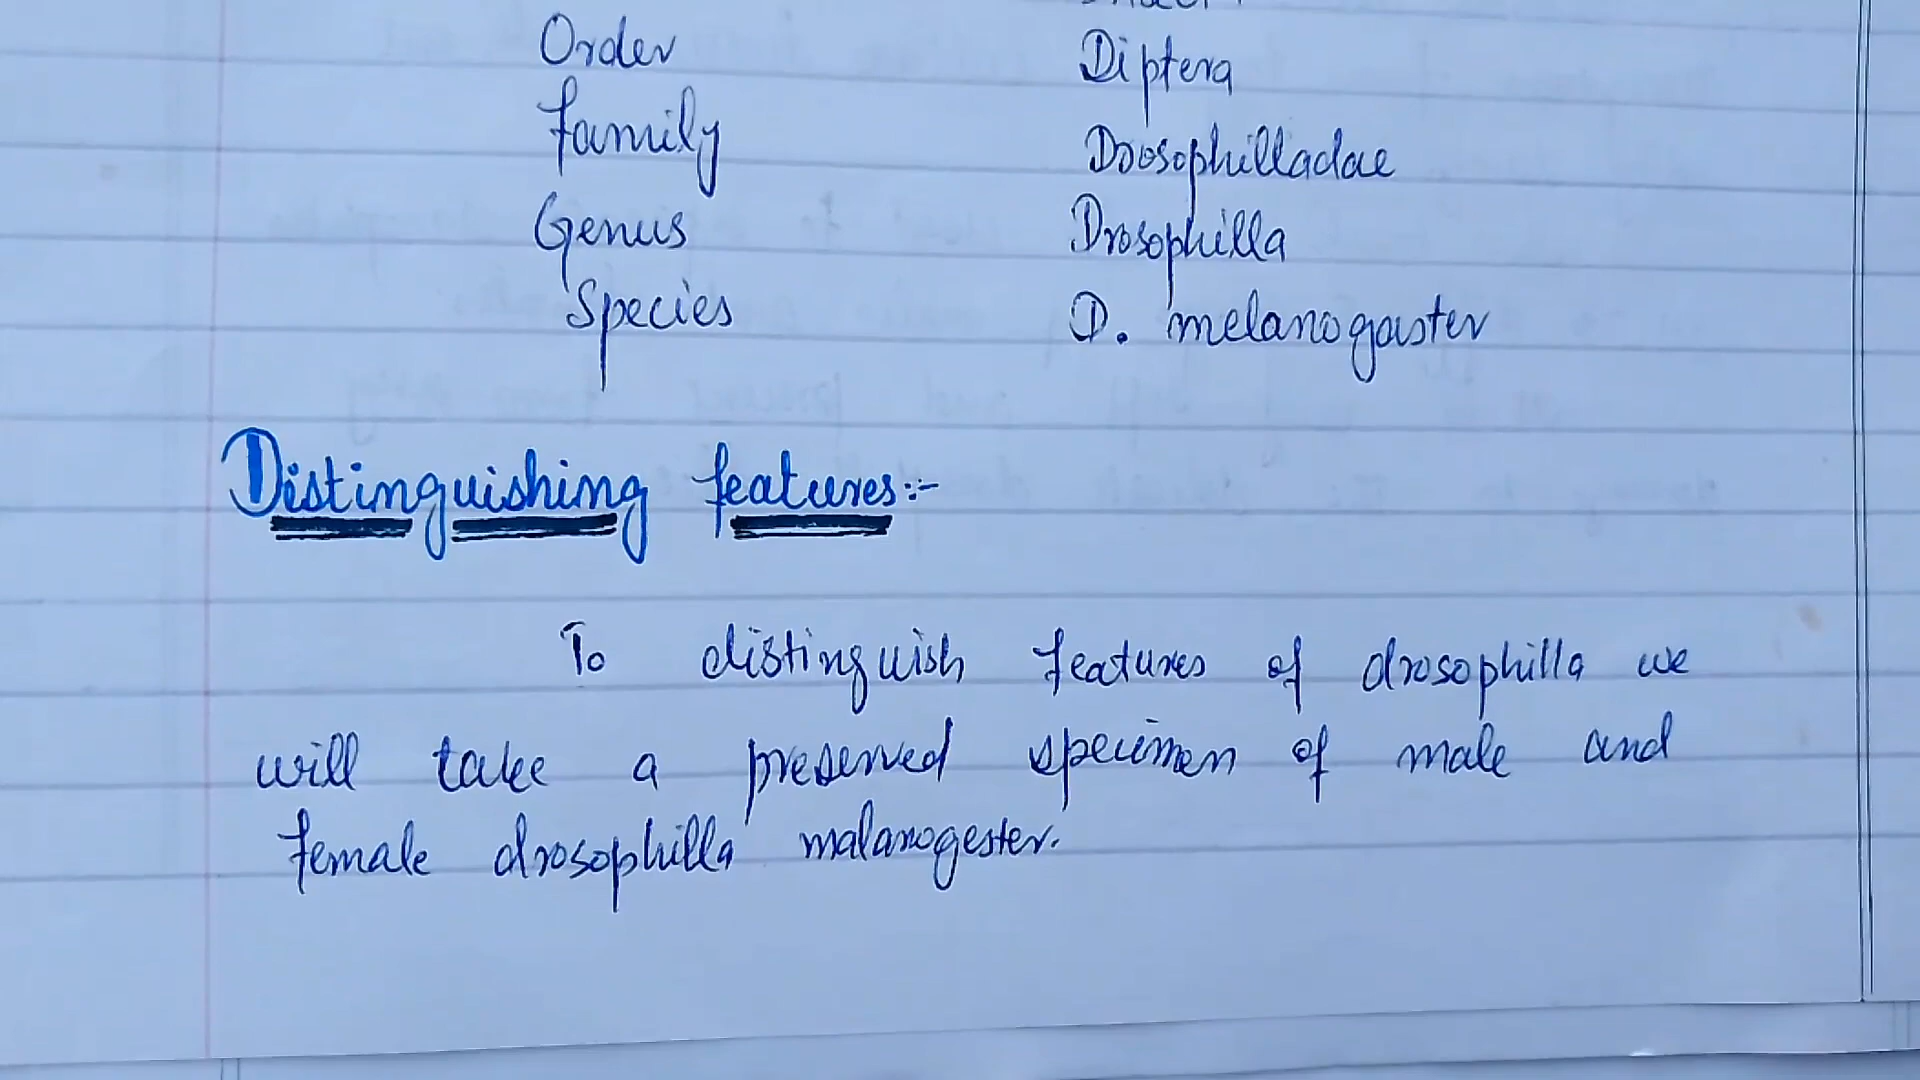 Order Diptera
Family Drosophilladae
Genus Drosophilla
Species D. melanogaster
Distinguishing features:-
To distinguish features of drosophilla we
will take a preserved specimen of male and
female drosophilla malanogester.